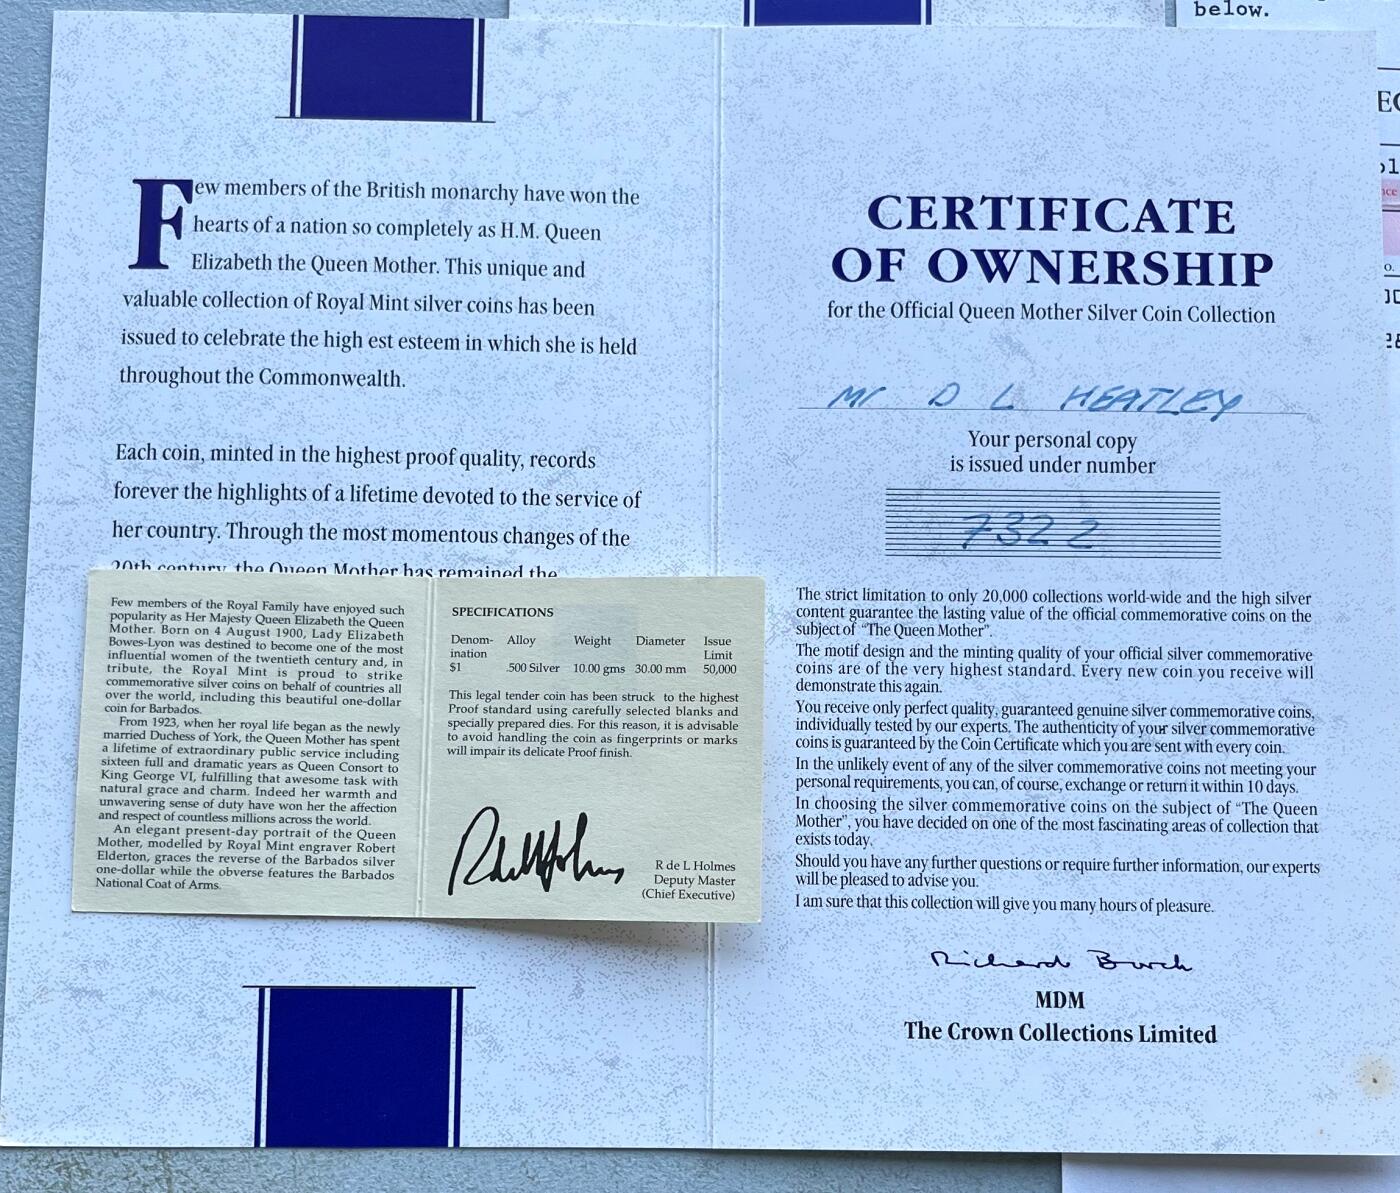 below.
Few members of the British monarchy have won the
hearts of a nation so completely as H.M. Queen
Elizabeth the Queen Mother. This unique and
valuable collection of Royal Mint silver coins has been
issued to celebrate the high est esteem in which she is held
throughout the Commonwealth.
Each coin, minted in the highest proof quality, records
forever the highlights of a lifetime devoted to the service of
her country. Through the most momentous changes of the
20th century, the Queen Mother has remained the
Few members of the Royal Family have enjoyed such
popularity as Her Majesty Queen Elizabeth the Queen
Mother. Born on 4 August 1900, Lady Elizabeth
Bowes-Lyon was destined to become one of the most
influential women of the twentieth century and, in
tribute, the Royal Mint is proud to strike
commemorative silver coins on behalf of countries all
over the world, including this beautiful one-dollar
coin for Barbados.
From 1923, when her royal life began as the newly
married Duchess of York, the Queen Mother has spent
a lifetime of extraordinary public service including
sixteen full and dramatic years as Queen Consort to
King George VI, fulfilling that awesome task with
natural grace and charm. Indeed her warmth and
unwavering sense of duty have won her the affection
and respect of countless millions across the world.
An elegant present-day portrait of the Queen
Mother, modelled by Royal Mint engraver Robert
Elderton, graces the reverse of the Barbados silver
one-dollar while the obverse features the Barbados
National Coat of Arms.
SPECIFICATIONS
Denom- Alloy Weight Diameter Issue
ination Limit
$1 .500 Silver 10.00 gms 30.00 mm 50,000
This legal tender coin has been struck to the highest
Proof standard using carefully selected blanks and
specially prepared dies. For this reason, it is advisable
to avoid handling the coin as fingerprints or marks
will impair its delicate Proof finish.
R de L Holmes
Deputy Master
(Chief Executive)
CERTIFICATE
OF OWNERSHIP
for the Official Queen Mother Silver Coin Collection
Mr D L HEATLEY
Your personal copy
is issued under number
7322
The strict limitation to only 20,000 collections world-wide and the high silver
content guarantee the lasting value of the official commemorative coins on the
subject of “The Queen Mother”.
The motif design and the minting quality of your official silver commemorative
coins are of the very highest standard. Every new coin you receive will
demonstrate this again.
You receive only perfect quality, guaranteed genuine silver commemorative coins,
individually tested by our experts. The authenticity of your silver commemorative
coins is guaranteed by the Coin Certificate which you are sent with every coin.
In the unlikely event of any of the silver commemorative coins not meeting your
personal requirements, you can, of course, exchange or return it within 10 days.
In choosing the silver commemorative coins on the subject of “The Queen
Mother”, you have decided on one of the most fascinating areas of collection that
exists today.
Should you have any further questions or require further information, our experts
will be pleased to advise you.
I am sure that this collection will give you many hours of pleasure.
Richard Burch
MDM
The Crown Collections Limited